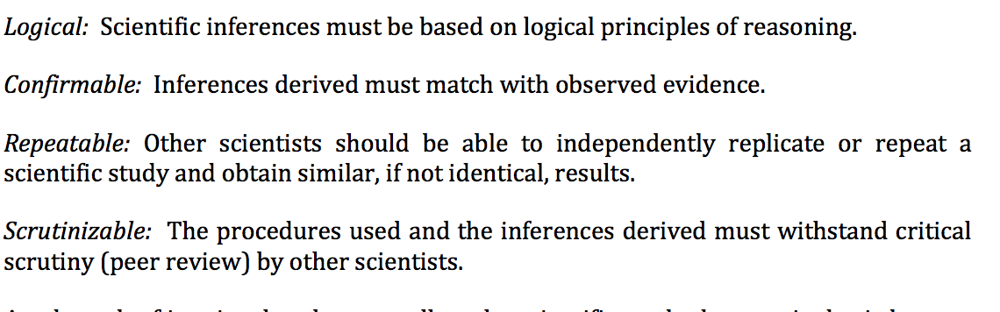 Logical: Scientific inferences must be based on logical principles of reasoning.
Confirmable: Inferences derived must match with observed evidence.
Repeatable: Other scientists should be able to independently replicate or repeat a
scientific study and obtain similar, if not identical, results.
Scrutinizable: The procedures used and the inferences derived must withstand critical
scrutiny (peer review) by other scientists.